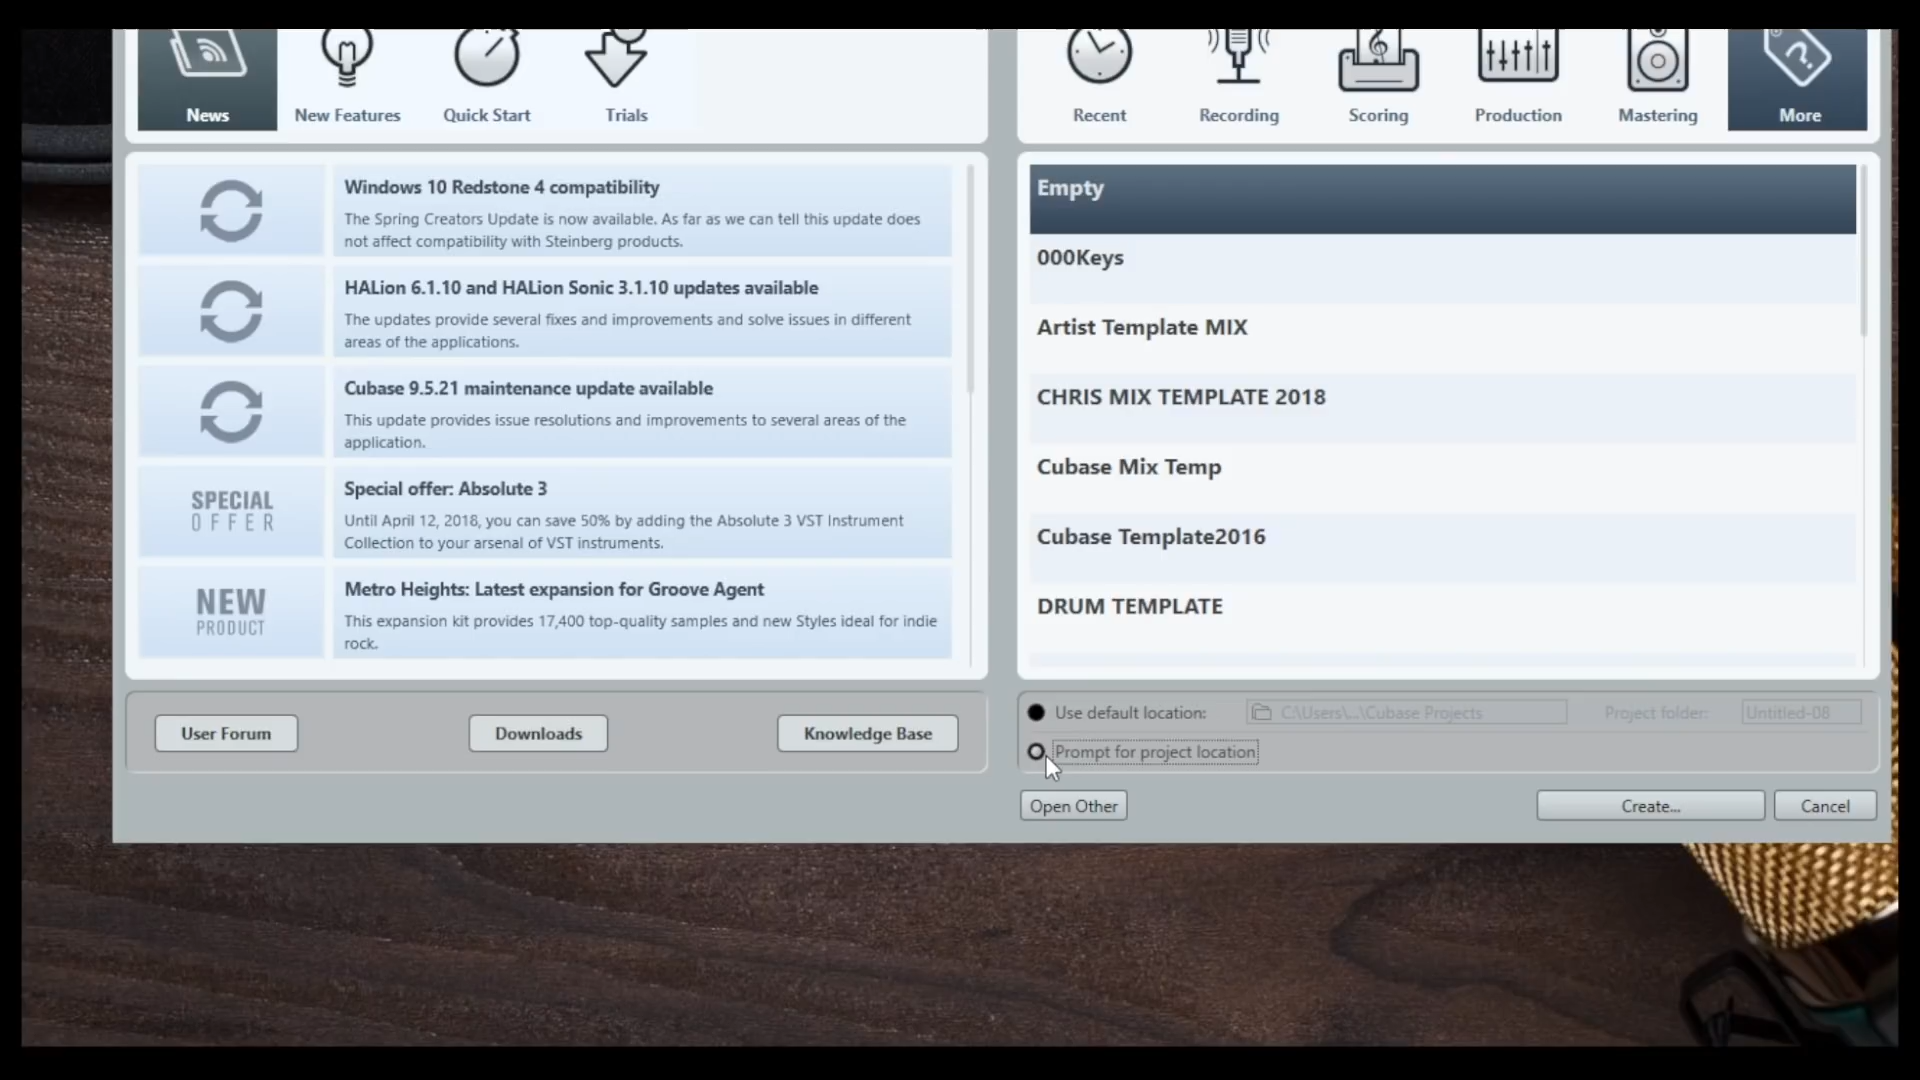 News
New Features
Quick Start
Trials
Recent
Recording
Scoring
Production
Mastering
More
Windows 10 Redstone 4 compatibility
The Spring Creators Update is now available. As far as we can tell this update does
not affect compatibility with Steinberg products.
HALion 6.1.10 and HALion Sonic 3.1.10 updates available
The updates provide several fixes and improvements and solve issues in different
areas of the applications.
Cubase 9.5.21 maintenance update available
This update provides issue resolutions and improvements to several areas of the
application.
SPECIAL
OFFER
Special offer: Absolute 3
Until April 12, 2018, you can save 50% by adding the Absolute 3 VST Instrument
Collection to your arsenal of VST instruments.
NEW
PRODUCT
Metro Heights: Latest expansion for Groove Agent
This expansion kit provides 17,400 top-quality samples and new Styles ideal for indie
rock.
User Forum
Downloads
Knowledge Base
Empty
000Keys
Artist Template MIX
CHRIS MIX TEMPLATE 2018
Cubase Mix Temp
Cubase Template2016
DRUM TEMPLATE
Use default location:
C:\Users\...\Cubase Projects
Project folder:
Untitled-08
Prompt for project location
Open Other
Create...
Cancel